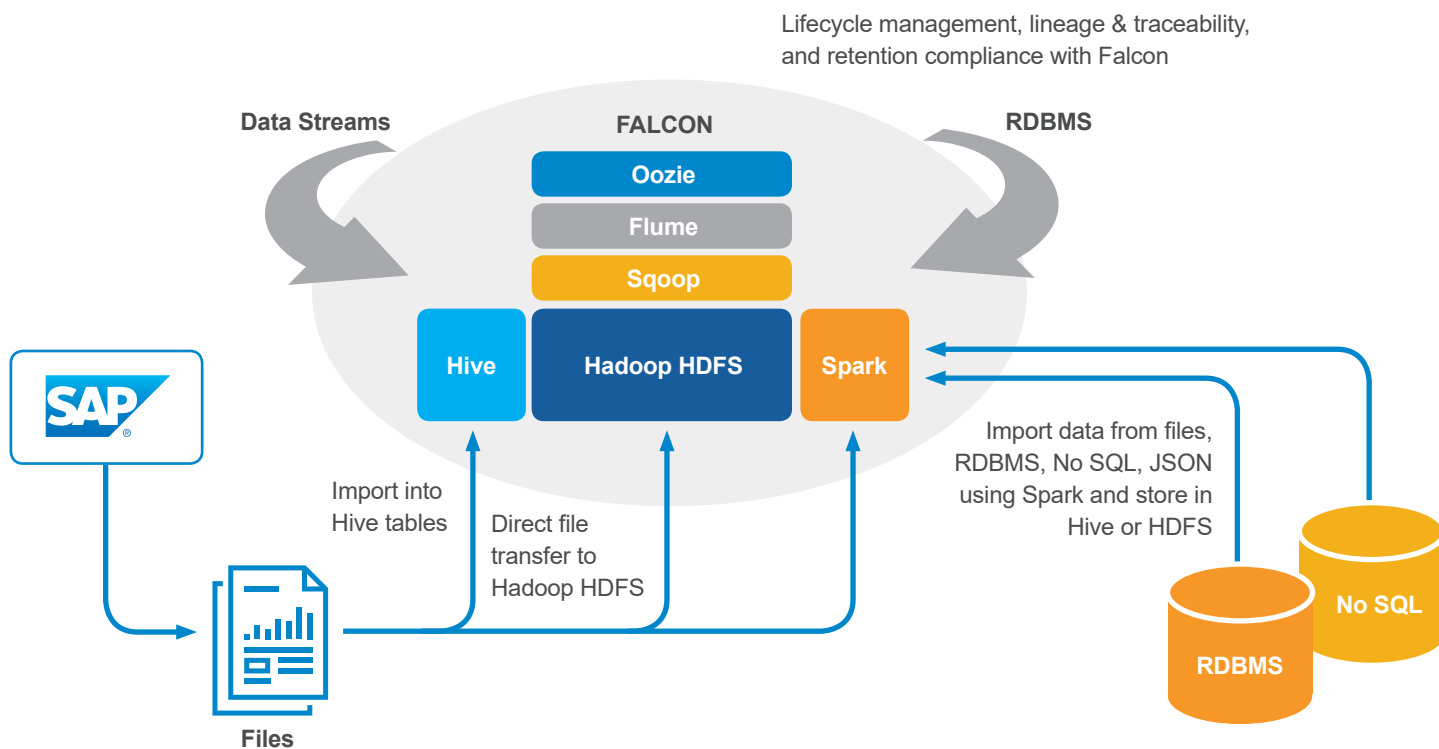 Lifecycle management, lineage & traceability,
and retention compliance with Falcon
Data Streams
FALCON
RDBMS
Oozie
Flume
Sqoop
Hive
Hadoop HDFS
Spark
SAP
®
Import into
Hive tables
Direct file
transfer to
Hadoop HDFS
Import data from files,
RDBMS, No SQL, JSON
using Spark and store in
Hive or HDFS
No SQL
RDBMS
Files